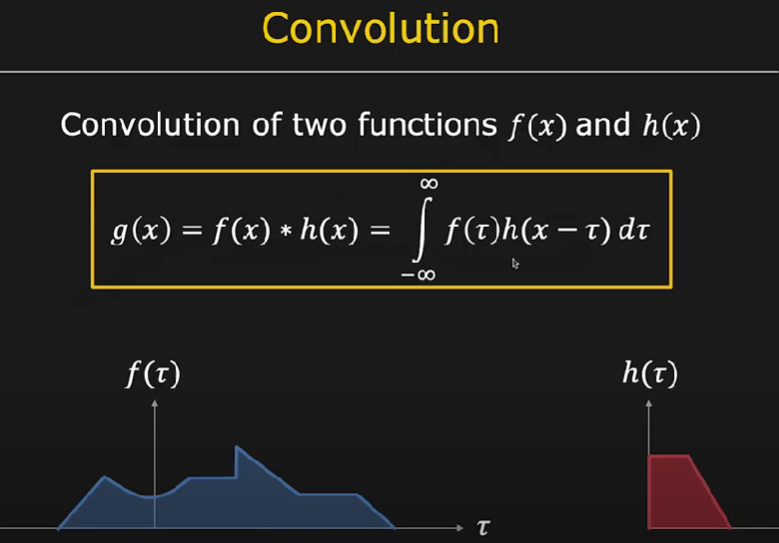 Convolution
Convolution of two functions f(x) and h(x)
g(x) = f(x) ∗ h(x) = ∫_{−∞}^{∞} f(τ)h(x − τ) dτ
f(τ) h(τ)
τ